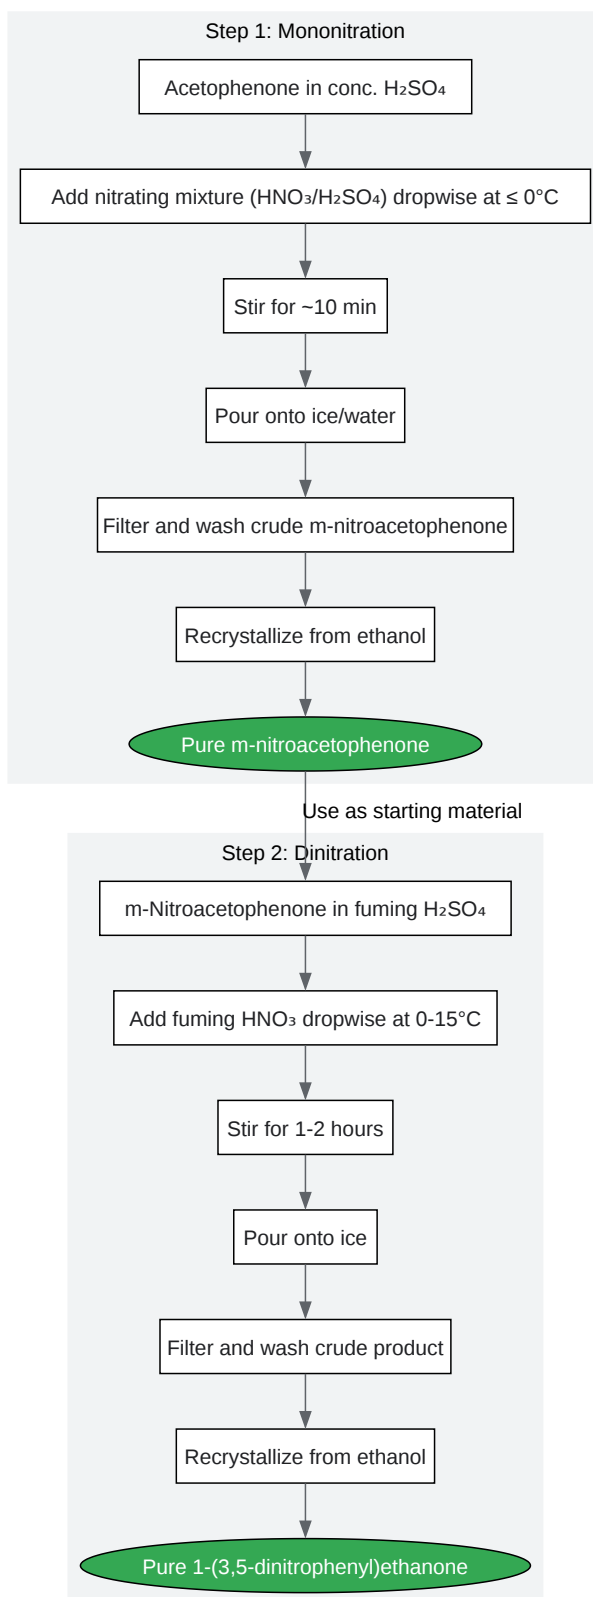 Step 1: Mononitration
Acetophenone in conc. H₂SO₄
Add nitrating mixture (HNO₃/H₂SO₄) dropwise at ≤ 0°C
Stir for ~10 min
Pour onto ice/water
Filter and wash crude m-nitroacetophenone
Recrystallize from ethanol
Pure m-nitroacetophenone
Use as starting material
Step 2: Dinitration
m-Nitroacetophenone in fuming H₂SO₄
Add fuming HNO₃ dropwise at 0-15°C
Stir for 1-2 hours
Pour onto ice
Filter and wash crude product
Recrystallize from ethanol
Pure 1-(3,5-dinitrophenyl)ethanone